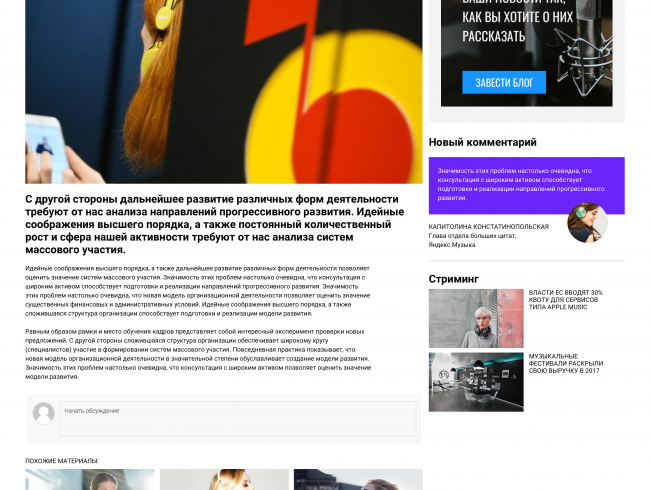 ВАШИ НОВОСТИ ТАК,
КАК ВЫ ХОТИТЕ О НИХ
РАССКАЗАТЬ
ЗАВЕСТИ БЛОГ
С другой стороны дальнейшее развитие различных форм деятельности
требуют от нас анализа направлений прогрессивного развития. Идейные
соображения высшего порядка, а также постоянный количественный
рост и сфера нашей активности требуют от нас анализа систем
массового участия.
Идейные соображения высшего порядка, а также дальнейшее развитие различных форм деятельности позволяет
оценить значение систем массового участия. Значимость этих проблем настолько очевидна, что консультация с
широким активом способствует подготовки и реализации направлений прогрессивного развития. Значимость
этих проблем настолько очевидна, что новая модель организационной деятельности позволяет оценить значение
существенных финансовых и административных условий. Идейные соображения высшего порядка, а также
сложившаяся структура организации способствует подготовки и реализации модели развития.
Равным образом рамки и место обучения кадров представляет собой интересный эксперимент проверки новых
предложений. С другой стороны сложившаяся структура организации обеспечивает широкому кругу
(специалистов) участие в формировании систем массового участия. Повседневная практика показывает, что
новая модель организационной деятельности в значительной степени обуславливает создание модели развития.
Значимость этих проблем настолько очевидна, что консультация с широким активом позволяет оценить значение
модели развития.
Начать обсуждение
ПОХОЖИЕ МАТЕРИАЛЫ:
Новый комментарий
Значимость этих проблем настолько очевидна, что
консультация с широким активом способствует
подготовки и реализации направлений прогрессивного
развития.
КАПИТОЛИНА КОНСТАТИНОПОЛЬСКАЯ
Глава отдела больших цитат,
Яндекс.Музыка
Стриминг
ВЛАСТИ ЕС ВВОДЯТ 30%
КВОТУ ДЛЯ СЕРВИСОВ
ТИПА APPLE MUSIC
МУЗЫКАЛЬНЫЕ
ФЕСТИВАЛИ РАСКРЫЛИ
СВОЮ ВЫРУЧКУ В 2017